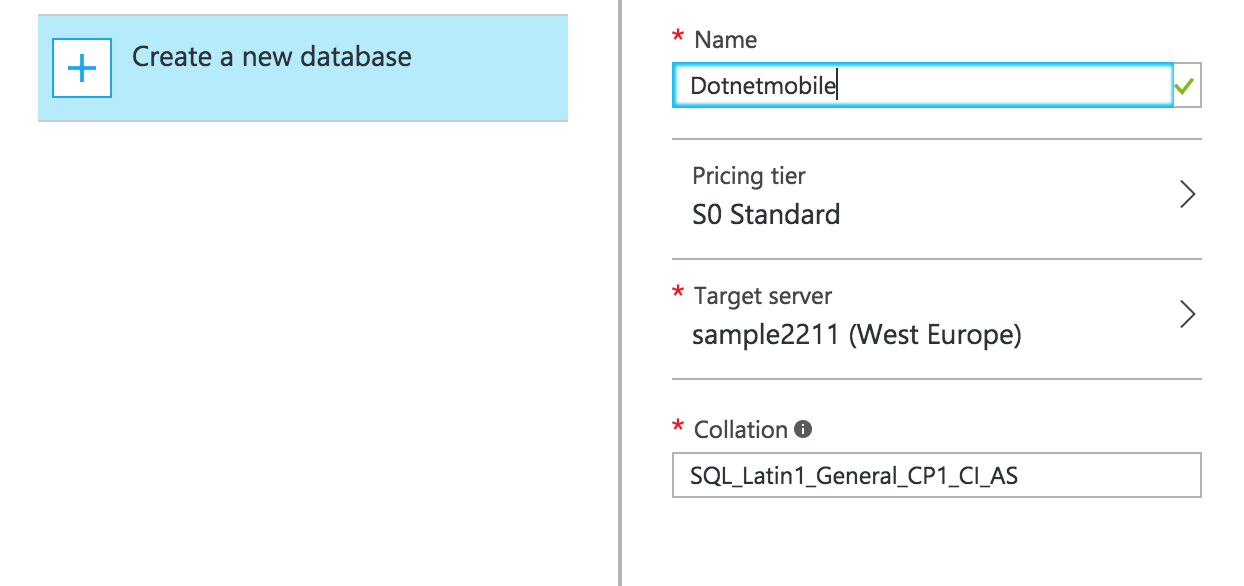 Create a new database
* Name
Dotnetmobile
Pricing tier
S0 Standard
* Target server
sample2211 (West Europe)
* Collation
SQL_Latin1_General_CP1_CI_AS